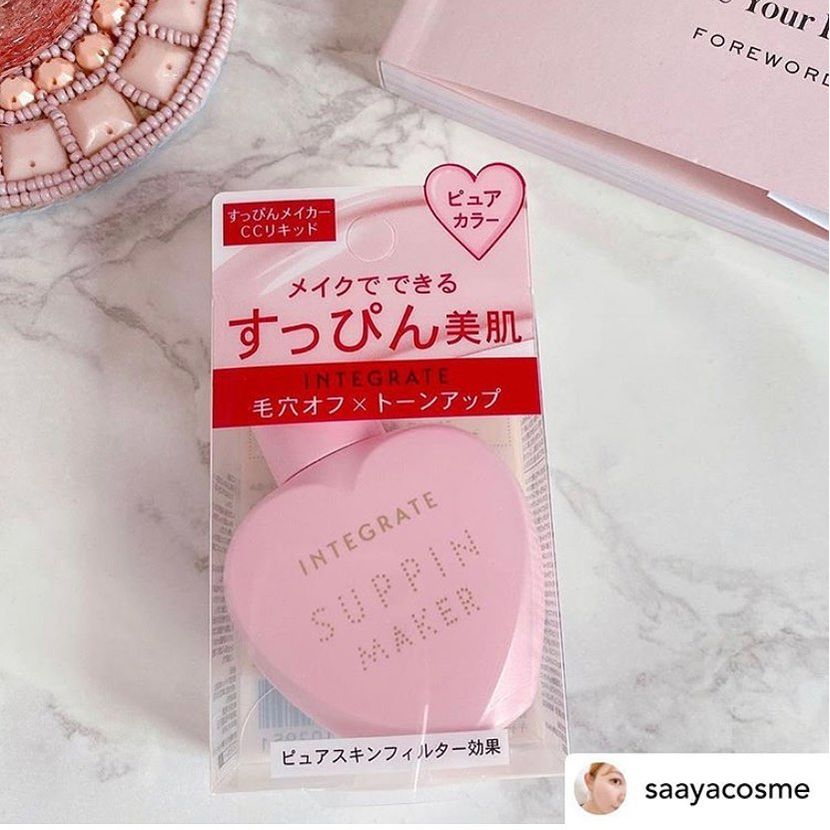 Your
FOREWORD
ピュア
カラー
すっぴんメイカー
CCリキッド
メイクでできる
すっぴん美肌
INTEGRATE
毛穴オフ×トーンアップ
INTEGRATE
SUPPIN
MAKER
ピュアスキンフィルター効果
saayacosme